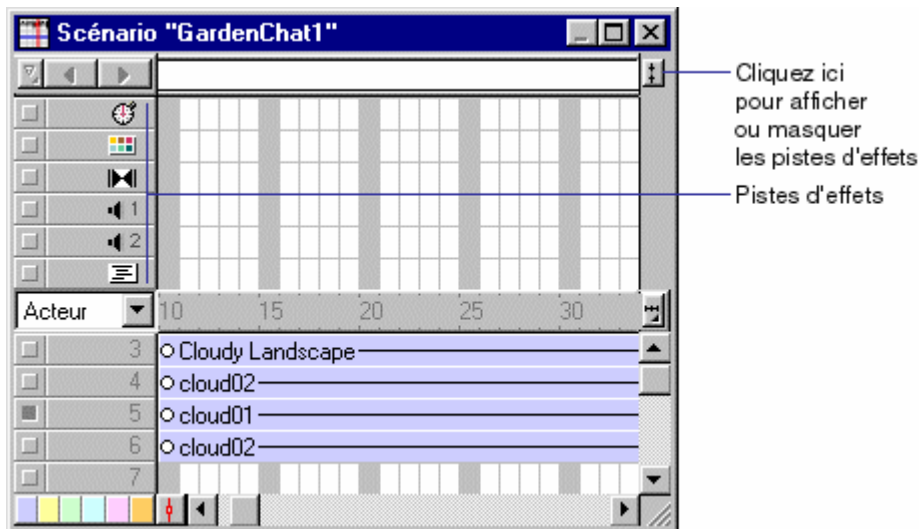 Scénario "GardenChat1"
Cliquez ici
pour afficher
ou masquer
les pistes d'effets
Pistes d'effets
1
2
Acteur
10 15 20 25 30
3 Cloudy Landscape
4 cloud02
5 cloud01
6 cloud02
7